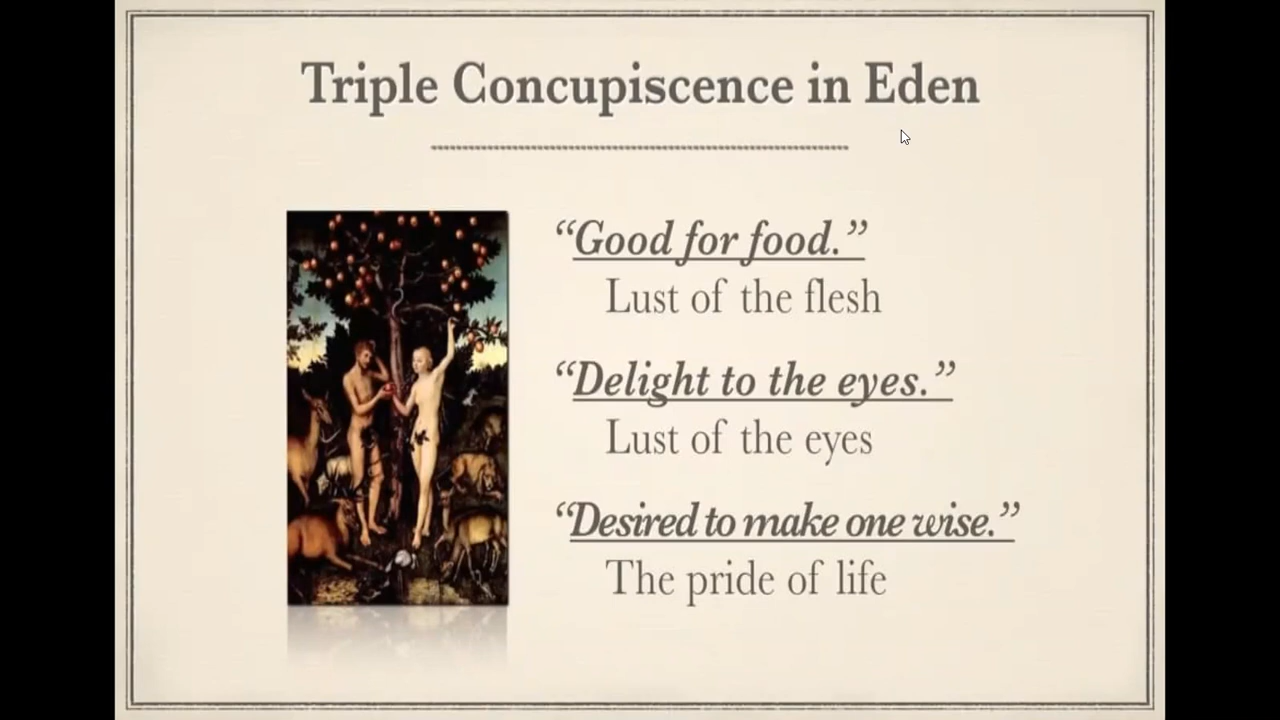 Triple Concupiscence in Eden
“Good for food.”
Lust of the flesh
“Delight to the eyes.”
Lust of the eyes
“Desired to make one wise.”
The pride of life